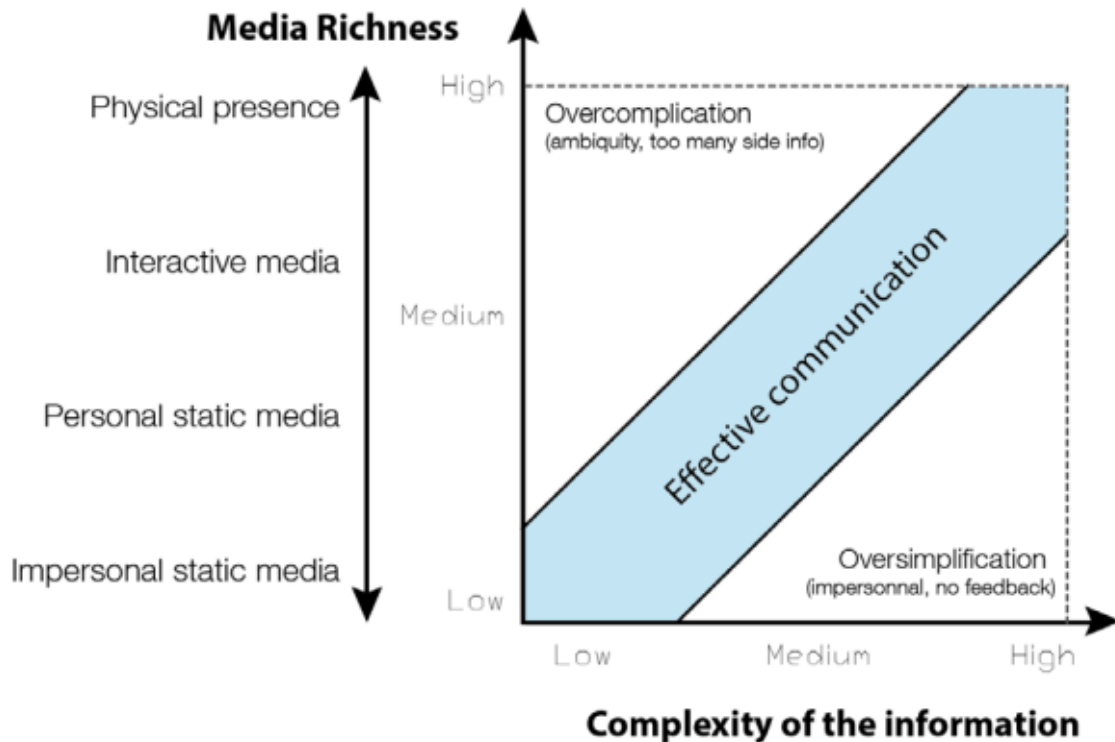 Media Richness
High
Physical presence
Overcomplication
(ambiquity, too many side info)
Interactive media
Medium
Effective communication
Personal static media
Oversimplification
(impersonnal, no feedback)
Impersonal static media
Low
Low Medium High
Complexity of the information